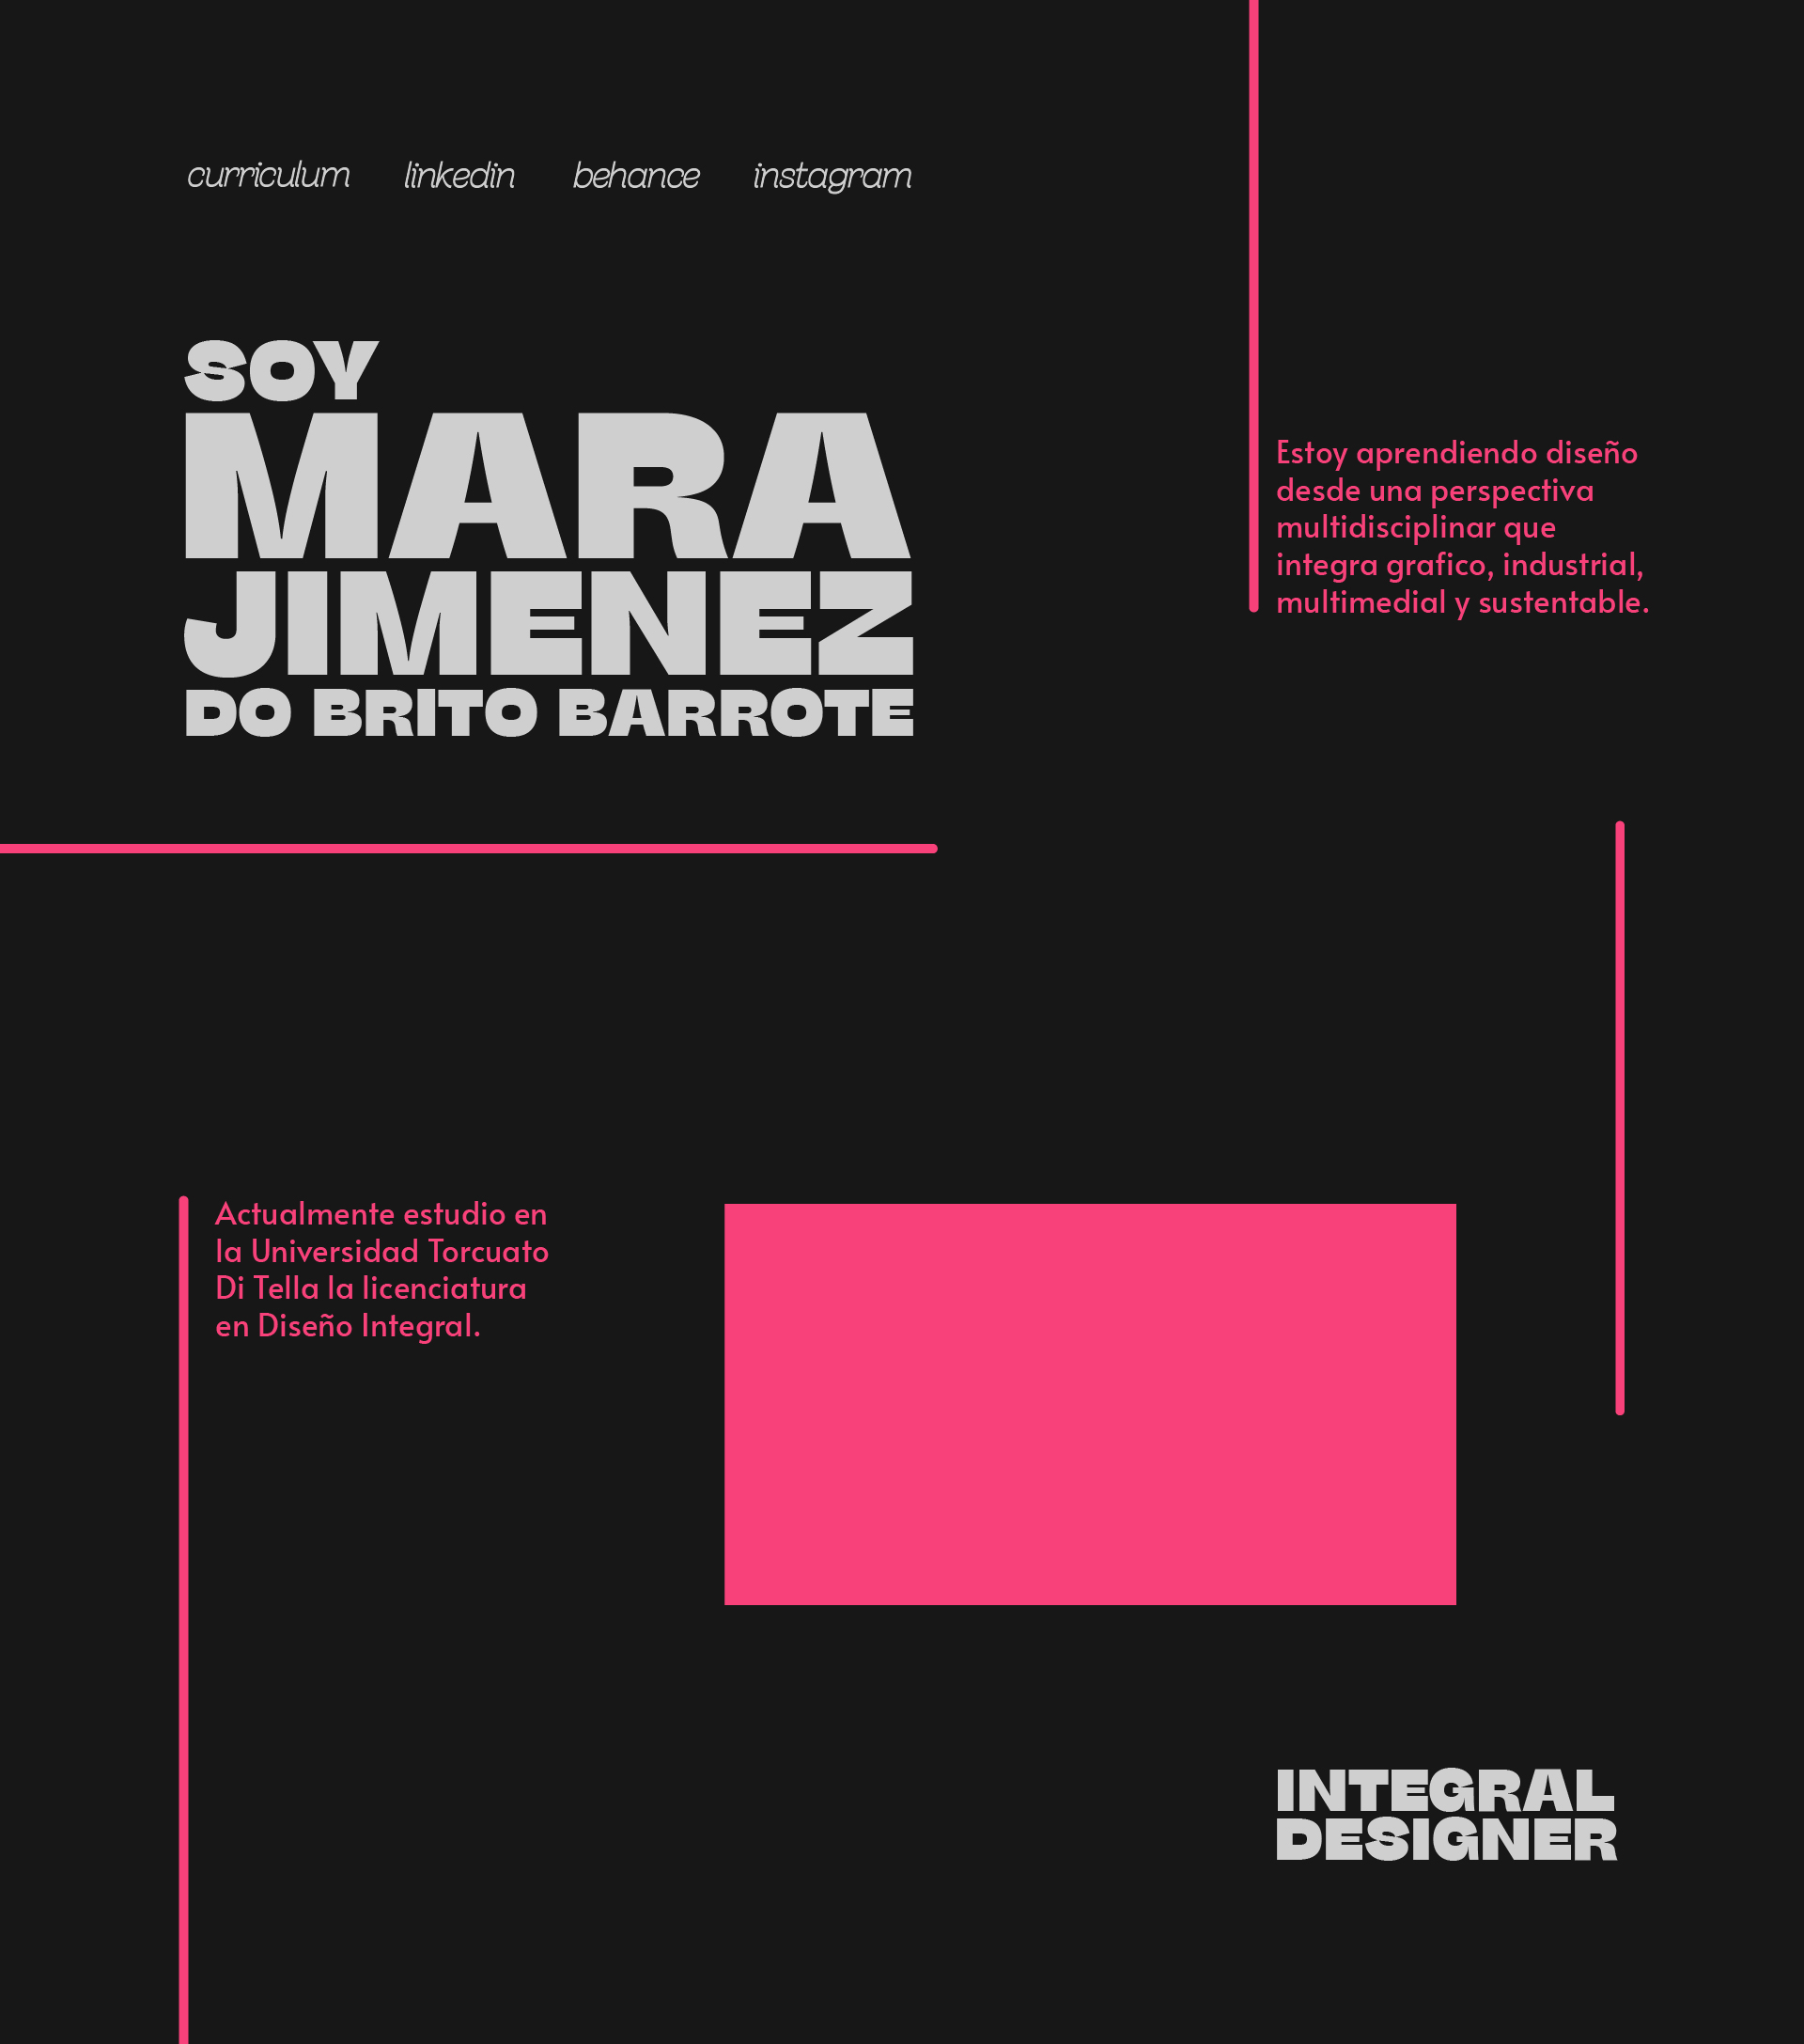 curriculum linkedin behance instagram
SOY
MARA
JIMENEZ
DO BRITO BARROTE
Estoy aprendiendo diseño
desde una perspectiva
multidisciplinar que
integra grafico, industrial,
multimedial y sustentable.
Actualmente estudio en
la Universidad Torcuato
Di Tella la licenciatura
en Diseño Integral.
INTEGRAL
DESIGNER